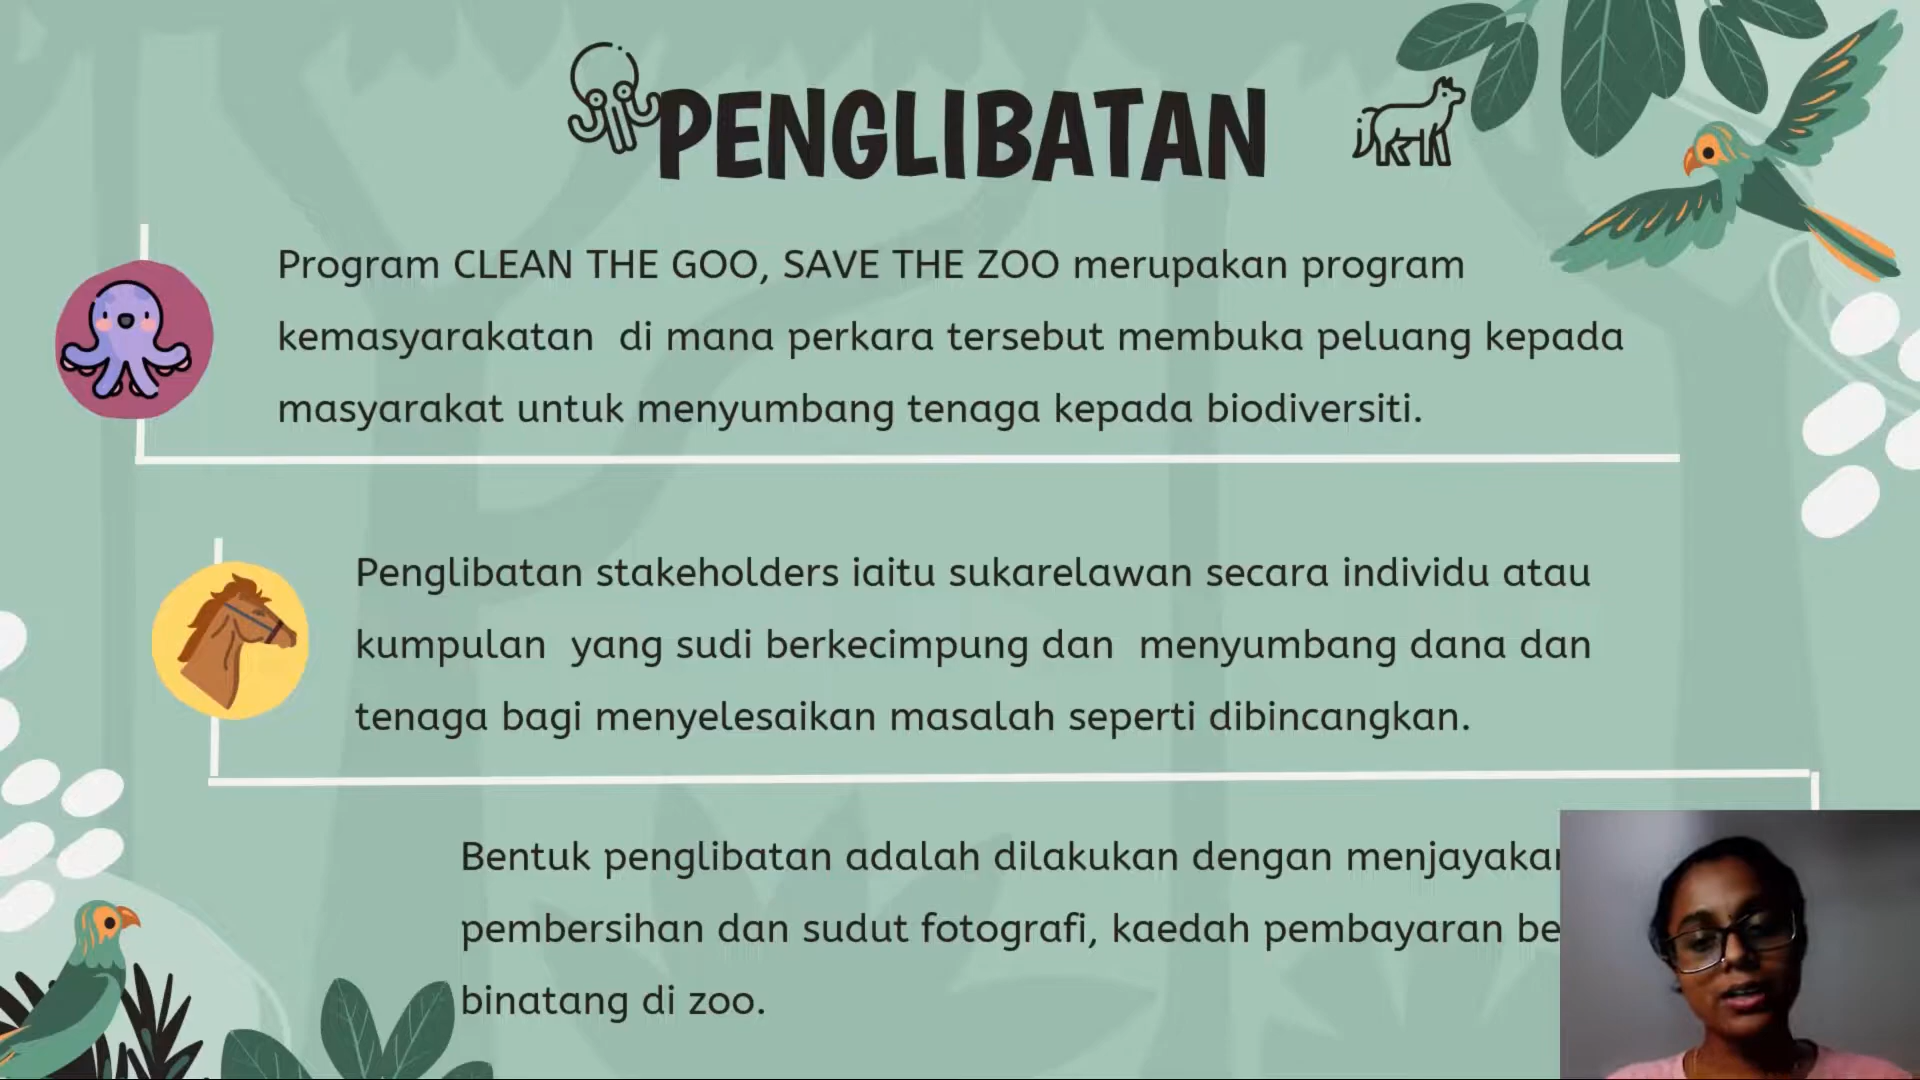 PENGLIBATAN
Program CLEAN THE GOO, SAVE THE ZOO merupakan program
kemasyarakatan di mana perkara tersebut membuka peluang kepada
masyarakat untuk menyumbang tenaga kepada biodiversiti.
Penglibatan stakeholders iaitu sukarelawan secara individu atau
kumpulan yang sudi berkecimpung dan menyumbang dana dan
tenaga bagi menyelesaikan masalah seperti dibincangkan.
Bentuk penglibatan adalah dilakukan dengan menjayakan
pembersihan dan sudut fotografi, kaedah pembayaran
binatang di zoo.